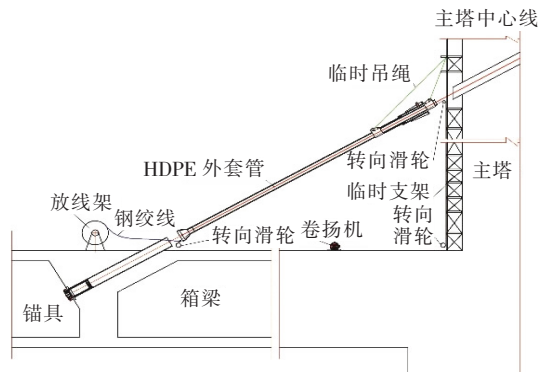 主塔中心线
临时吊绳
转向滑轮
HDPE 外套管
临时支架
主塔
放线架
钢绞线
转向滑轮
卷扬机
转向
滑轮
箱梁
锚具